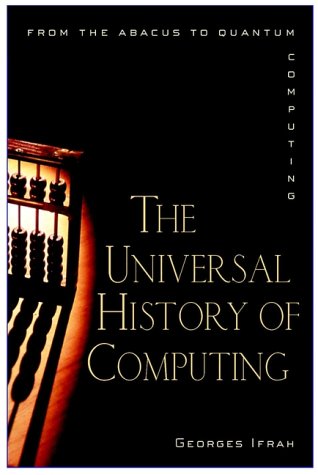 FROM THE ABACUS TO QUANTUM
COMPUTING
THE
UNIVERSAL
HISTORY OF
COMPUTING
GEORGES IFRAH